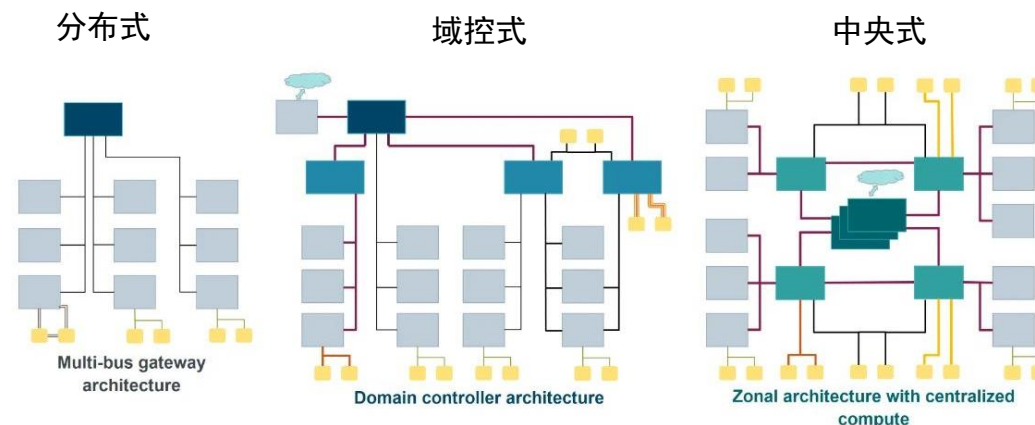 分布式
域控式
中央式
Multi-bus gateway
architecture
Domain controller architecture
Zonal architecture with centralized
compute